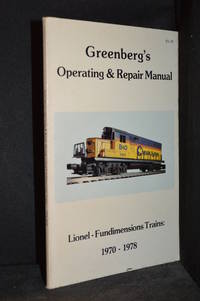 Greenberg's
Operating & Repair Manual
B&O
Lionel - Fundimensions Trains:
1970 - 1978